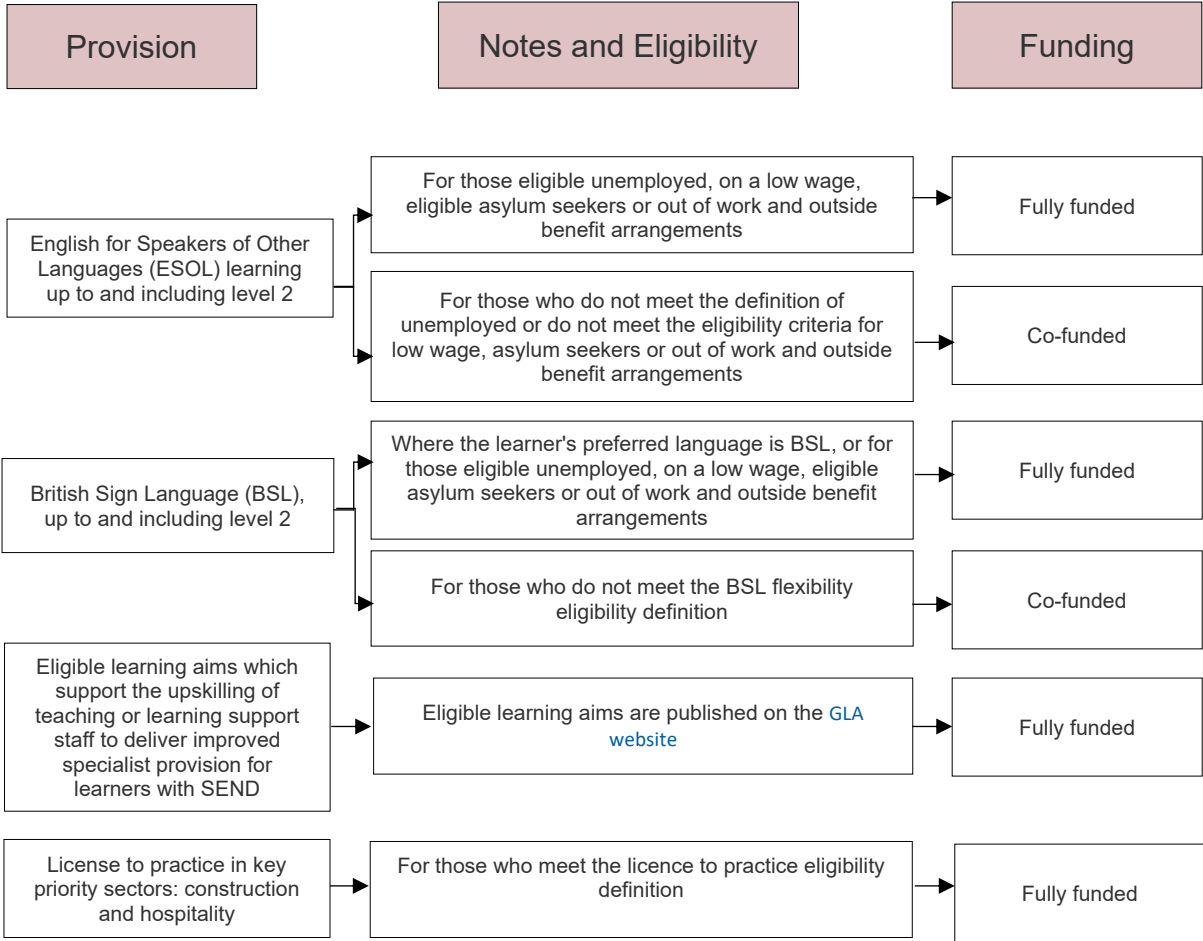 Provision
Notes and Eligibility
Funding
English for Speakers of Other
Languages (ESOL) learning
up to and including level 2
For those eligible unemployed, on a low wage,
eligible asylum seekers or out of work and outside
benefit arrangements
Fully funded
For those who do not meet the definition of
unemployed or do not meet the eligibility criteria for
low wage, asylum seekers or out of work and outside
benefit arrangements
Co-funded
British Sign Language (BSL),
up to and including level 2
Where the learner's preferred language is BSL, or for
those eligible unemployed, on a low wage, eligible
asylum seekers or out of work and outside benefit
arrangements
Fully funded
For those who do not meet the BSL flexibility
eligibility definition
Co-funded
Eligible learning aims which
support the upskilling of
teaching or learning support
staff to deliver improved
specialist provision for
learners with SEND
Eligible learning aims are published on the GLA
website
Fully funded
License to practice in key
priority sectors: construction
and hospitality
For those who meet the licence to practice eligibility
definition
Fully funded